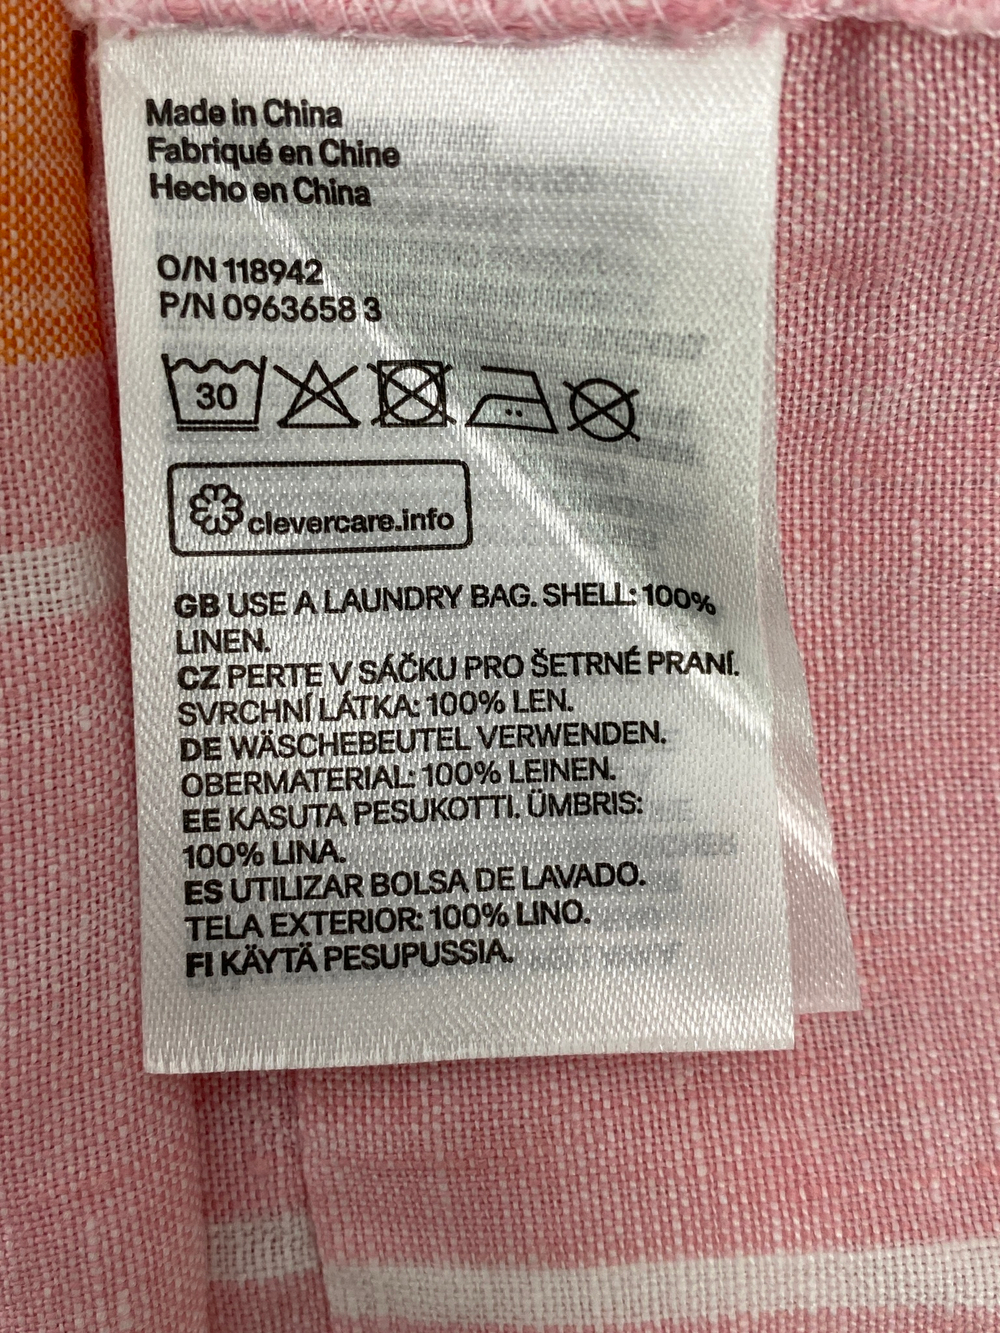 Made in China
Fabriqué en Chine
Hecho en China
O/N 118942
P/N 0963658 3
30
clevercare.info
GB USE A LAUNDRY BAG. SHELL: 100%
LINEN.
CZ PERTE V SÁČKU PRO ŠETRNÉ PRANÍ.
SVRCHNÍ LÁTKA: 100% LEN.
DE WÄSCHEBEUTEL VERWENDEN.
OBERMATERIAL: 100% LEINEN.
EE KASUTA PESUKOTTI. ÜMBRIS:
100% LINA.
ES UTILIZAR BOLSA DE LAVADO.
TELA EXTERIOR: 100% LINO.
FI KÄYTÄ PESUPUSSIA.